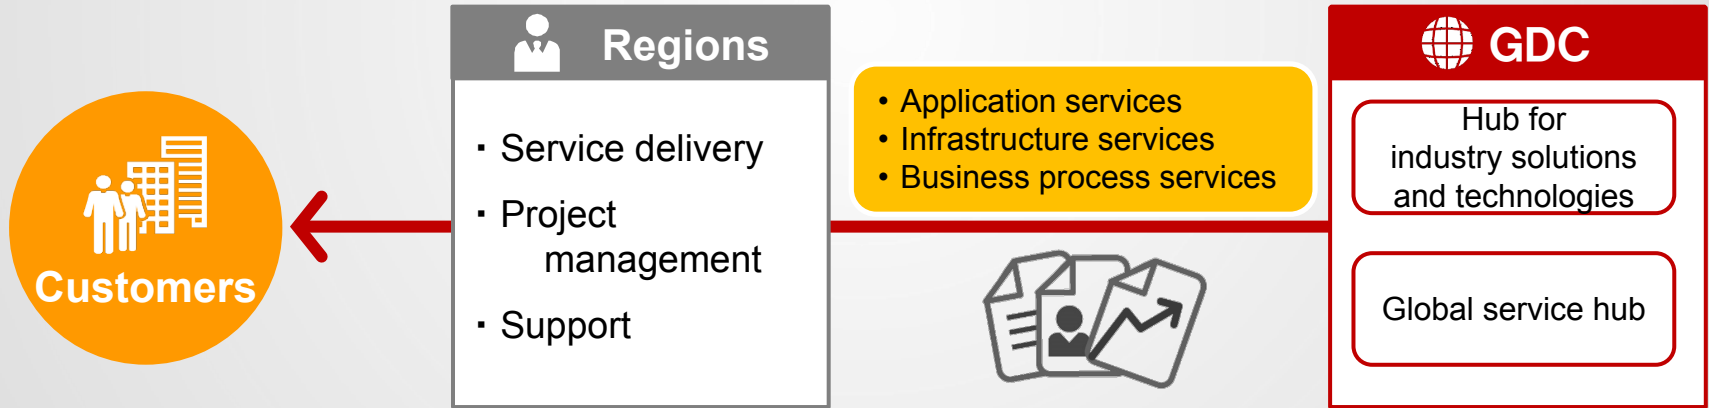 Customers
Regions
・Service delivery
・Project
management
・Support
• Application services
• Infrastructure services
• Business process services
GDC
Hub for
industry solutions
and technologies
Global service hub